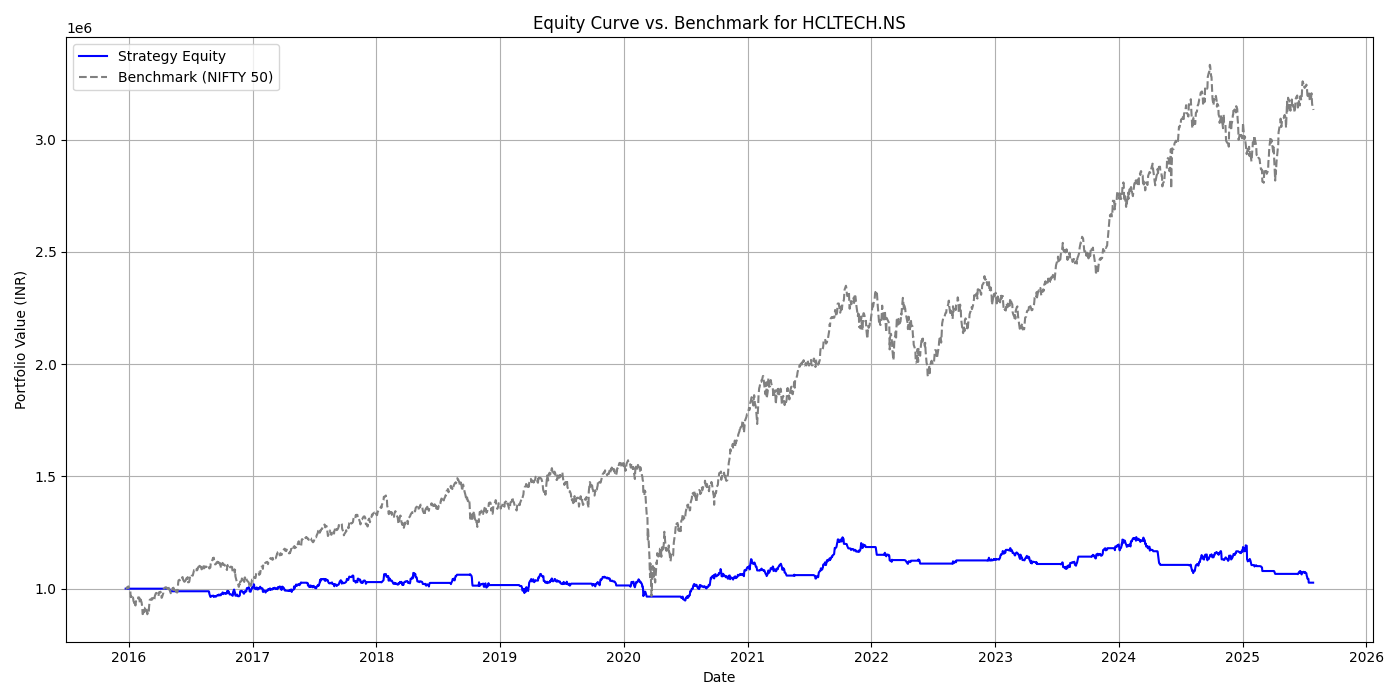 Equity Curve vs. Benchmark for HCLTECH.NS
1e6
Strategy Equity
Benchmark (NIFTY 50)
3.0
2.5
2.0
1.5
1.0
Portfolio Value (INR)
2016 2017 2018 2019 2020 2021 2022 2023 2024 2025 2026
Date